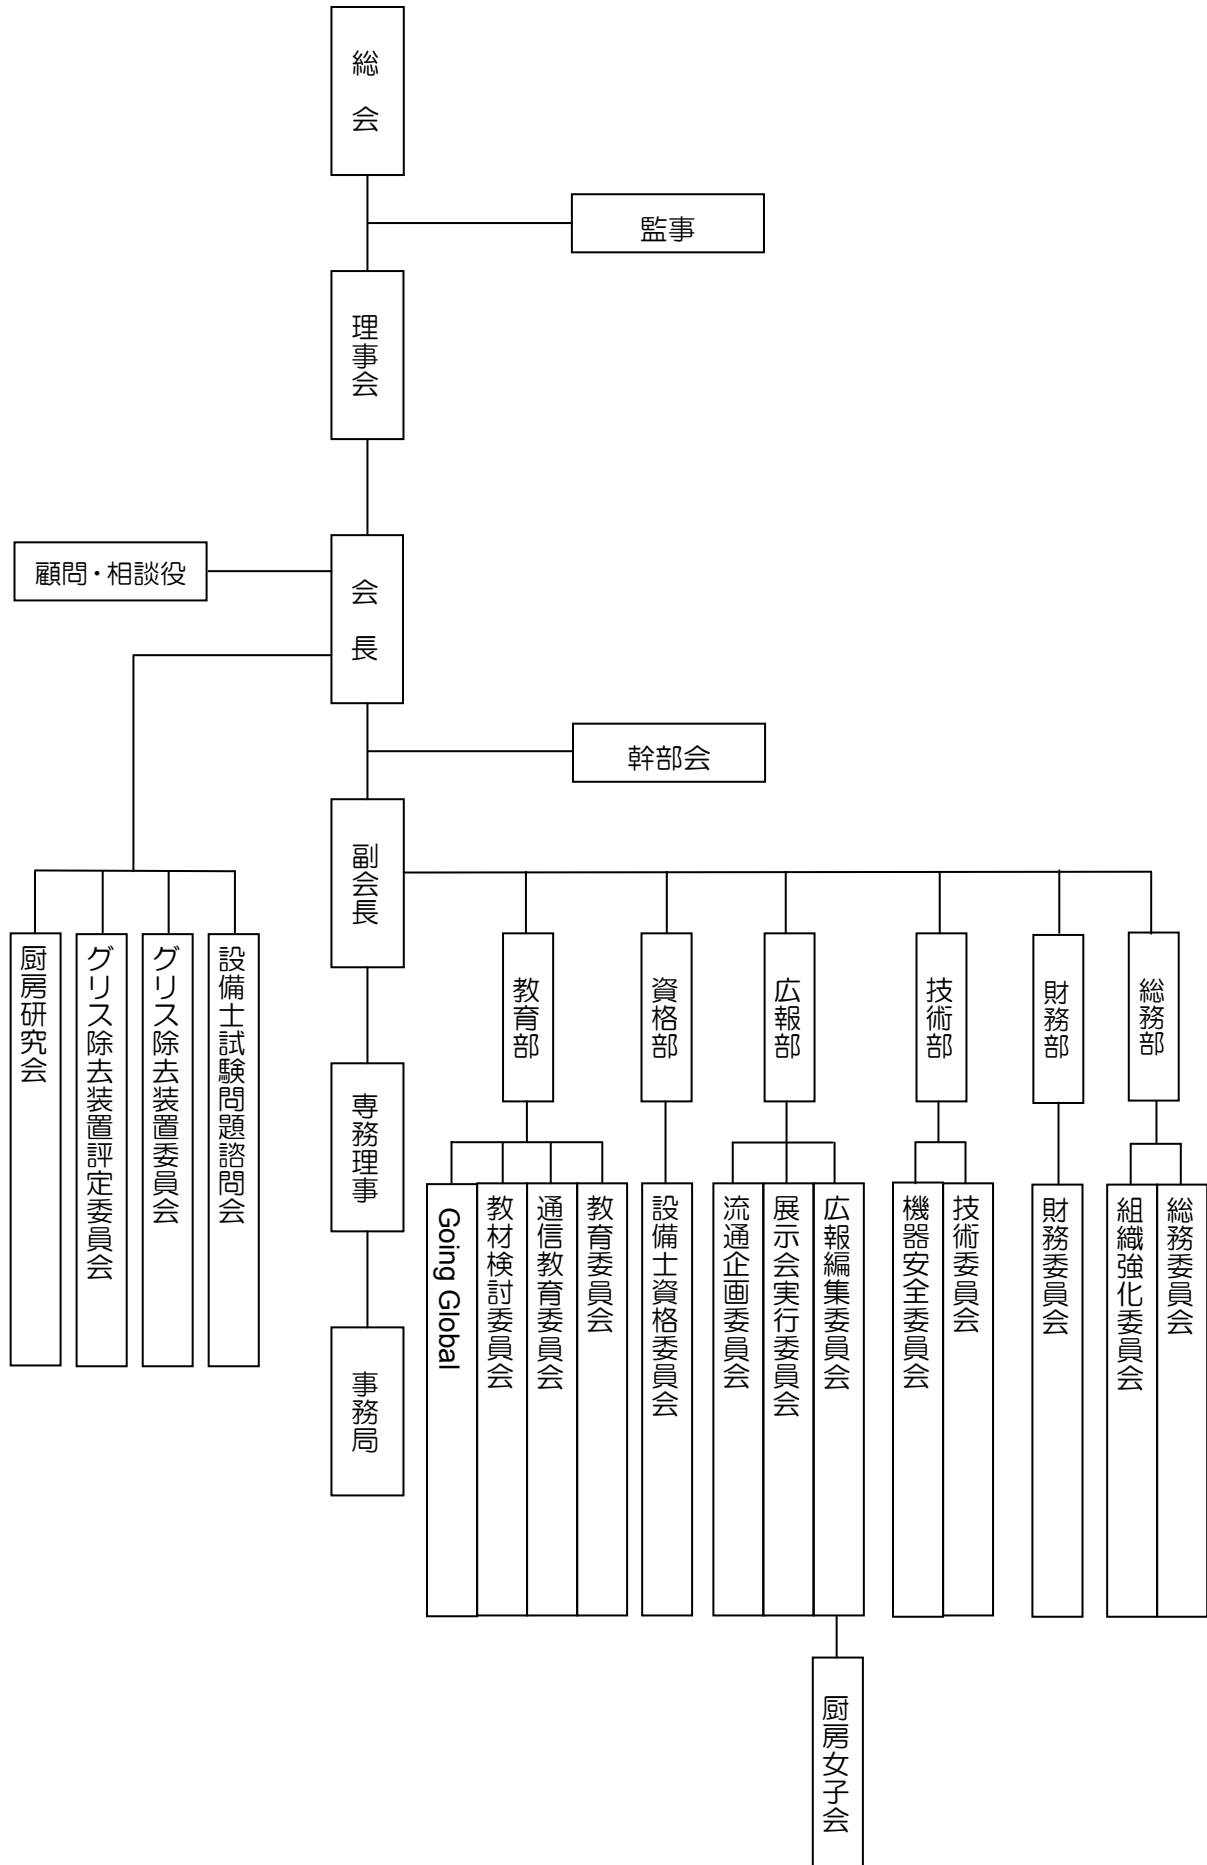 総会
監事
理事会
顧問・相談役
会長
幹部会
副会長
総務部
財務部
技術部
広報部
資格部
教育部
設備士試験問題諮問会
グリス除去装置委員会
グリス除去装置評定委員会
厨房研究会
専務理事
総務委員会
組織強化委員会
財務委員会
技術委員会
機器安全委員会
広報編集委員会
展示会実行委員会
流通企画委員会
設備士資格委員会
教育委員会
通信教育委員会
教材検討委員会
Going Global
事務局
厨房女子会